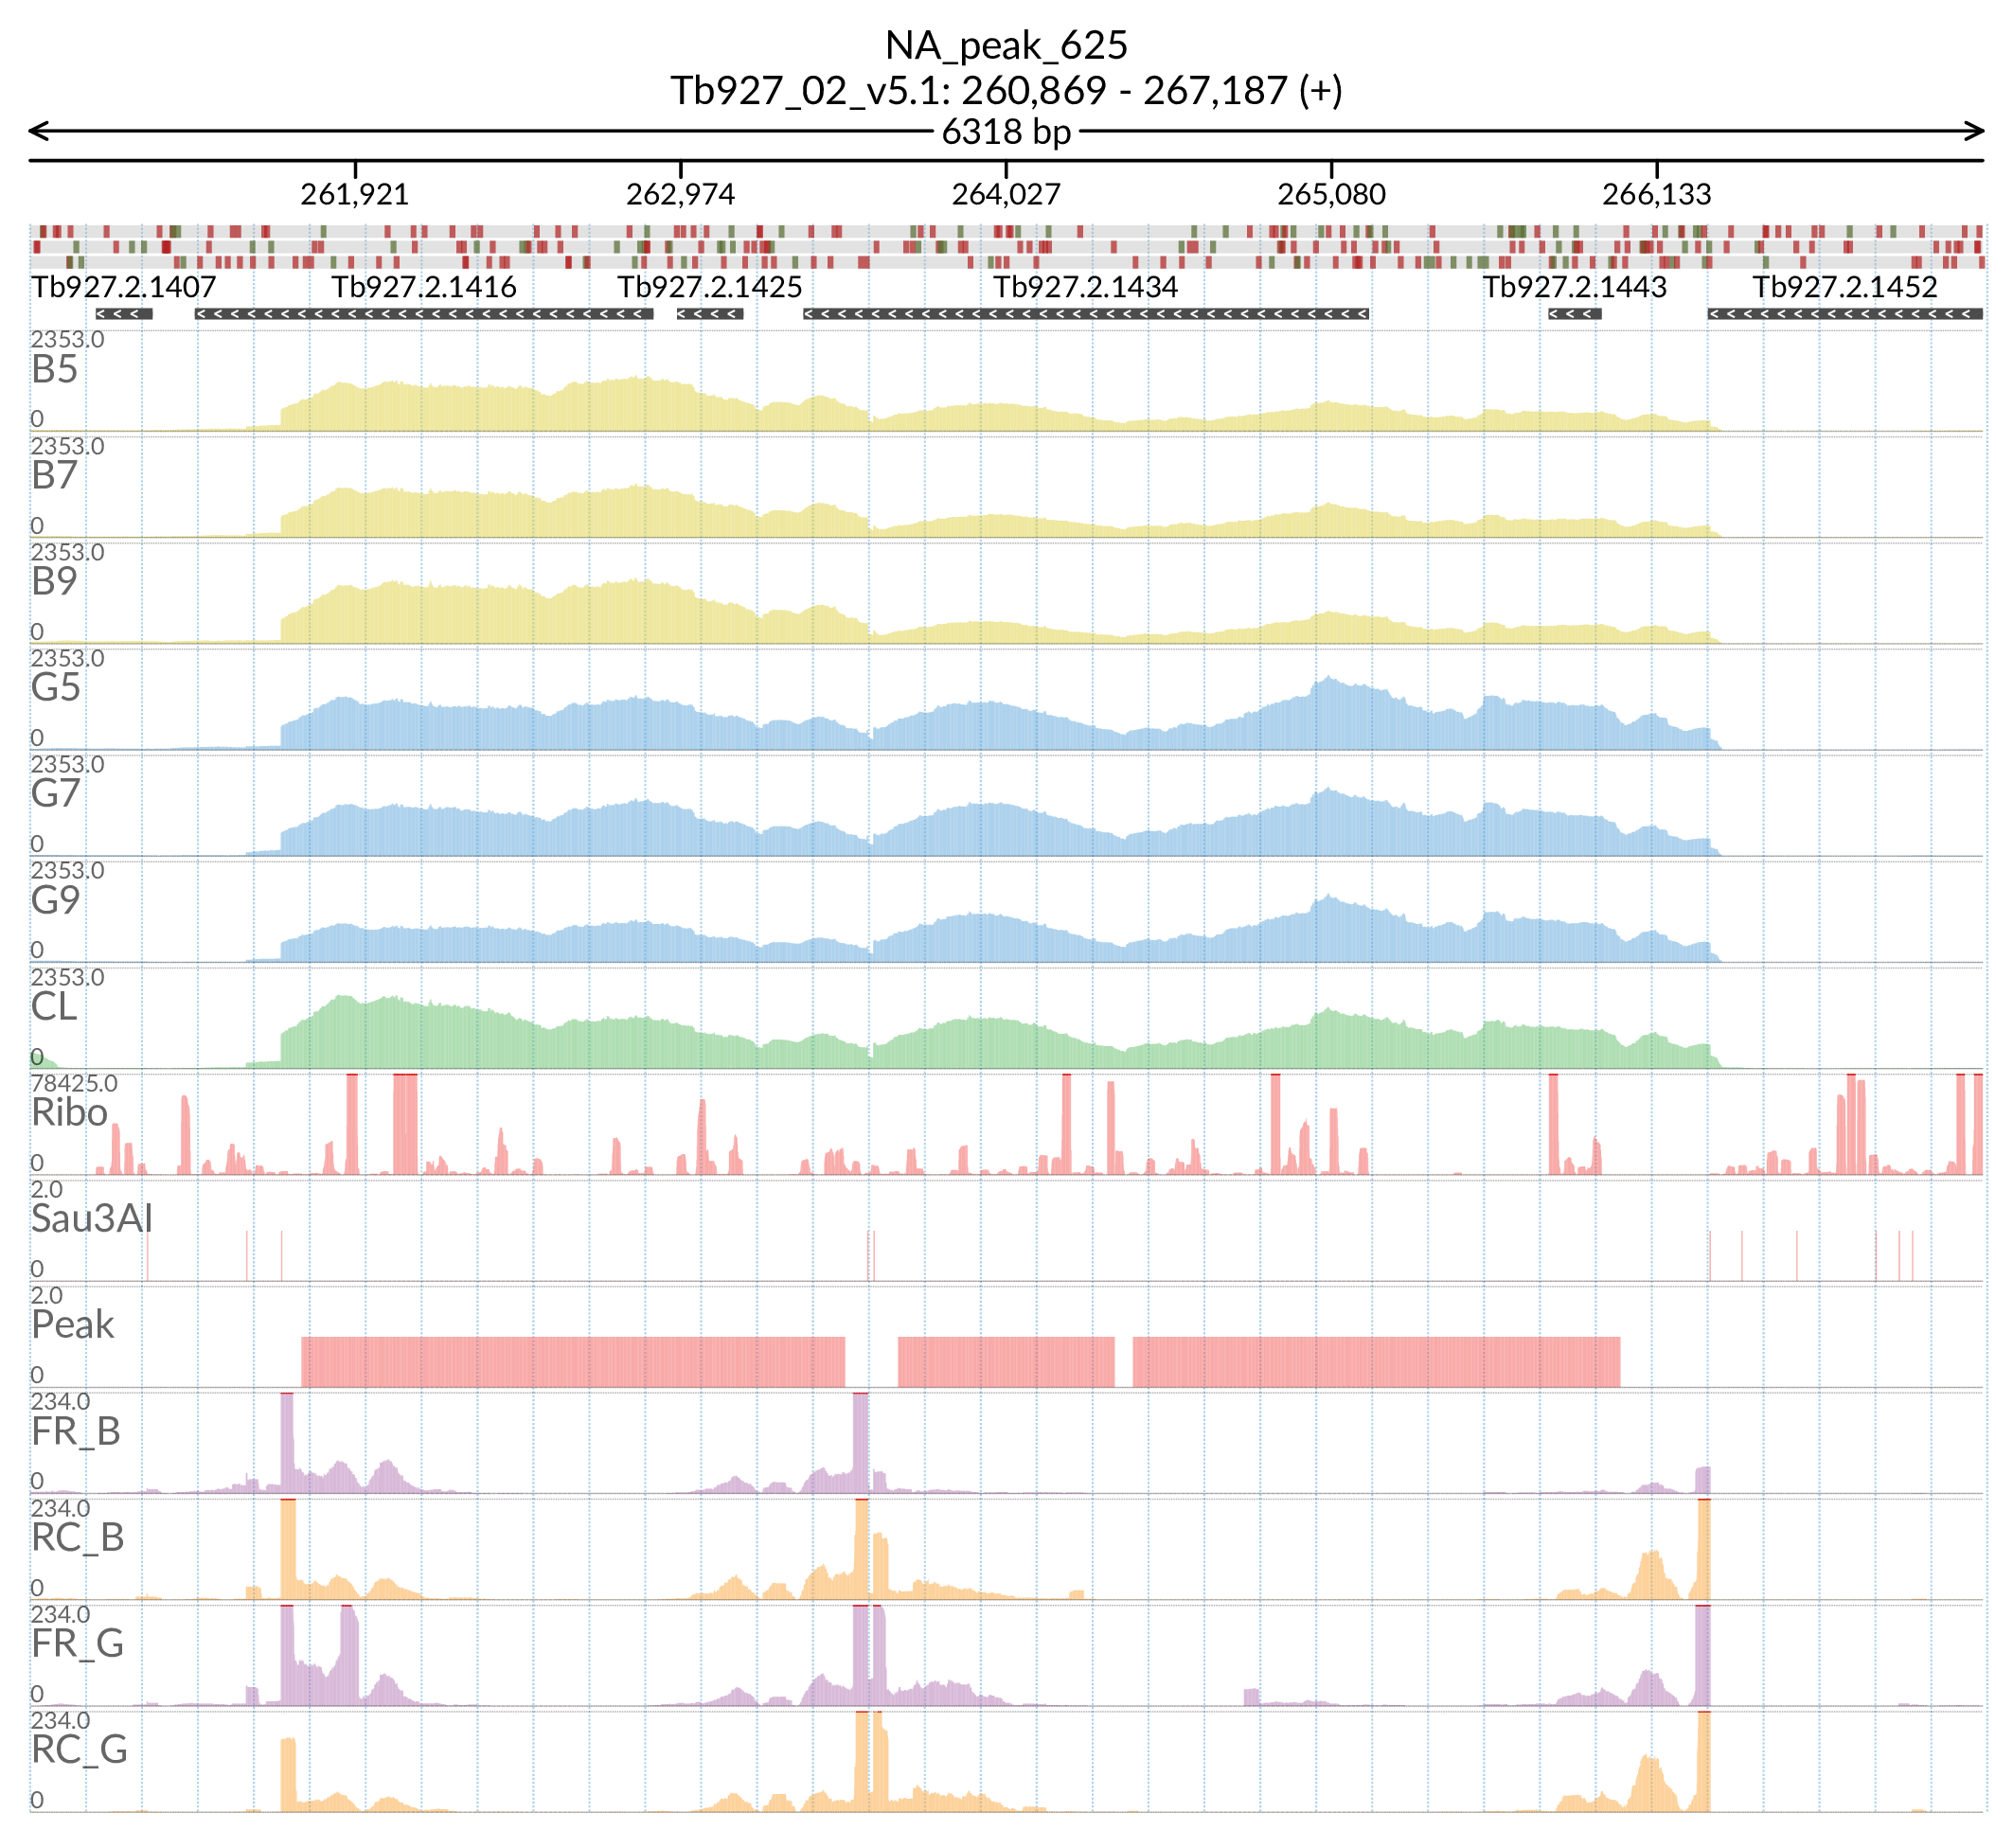 NA_peak_625
Tb927_02_v5.1: 260,869 - 267,187 (+)
6318 bp
261,921 262,974 264,027 265,080 266,133
Tb927.2.1407 Tb927.2.1416 Tb927.2.1425 Tb927.2.1434 Tb927.2.1443 Tb927.2.1452
2353.0
B5
0
2353.0
B7
0
2353.0
B9
0
2353.0
G5
0
2353.0
G7
0
2353.0
G9
0
2353.0
CL
0
78425.0
Ribo
0
2.0
Sau3AI
0
2.0
Peak
0
234.0
FR_B
0
234.0
RC_B
0
234.0
FR_G
0
234.0
RC_G
0